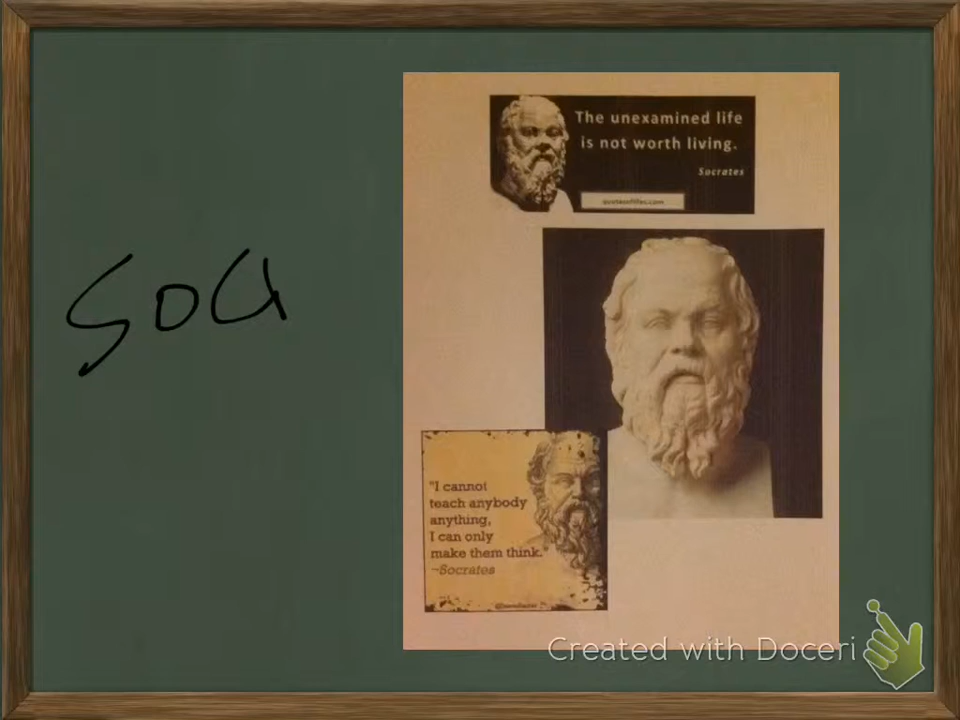 The unexamined life
is not worth living.
Socrates
soc
"I cannot
teach anybody
anything,
I can only
make them think."
~Socrates
Created with Doceri